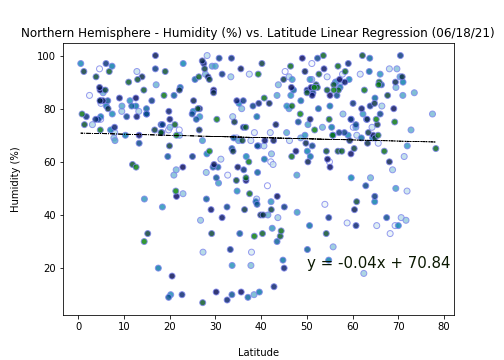 Northern Hemisphere - Humidity (%) vs. Latitude Linear Regression (06/18/21)
100
80
60
40
20
Humidity (%)
y = -0.04x + 70.84
0 10 20 30 40 50 60 70 80
Latitude